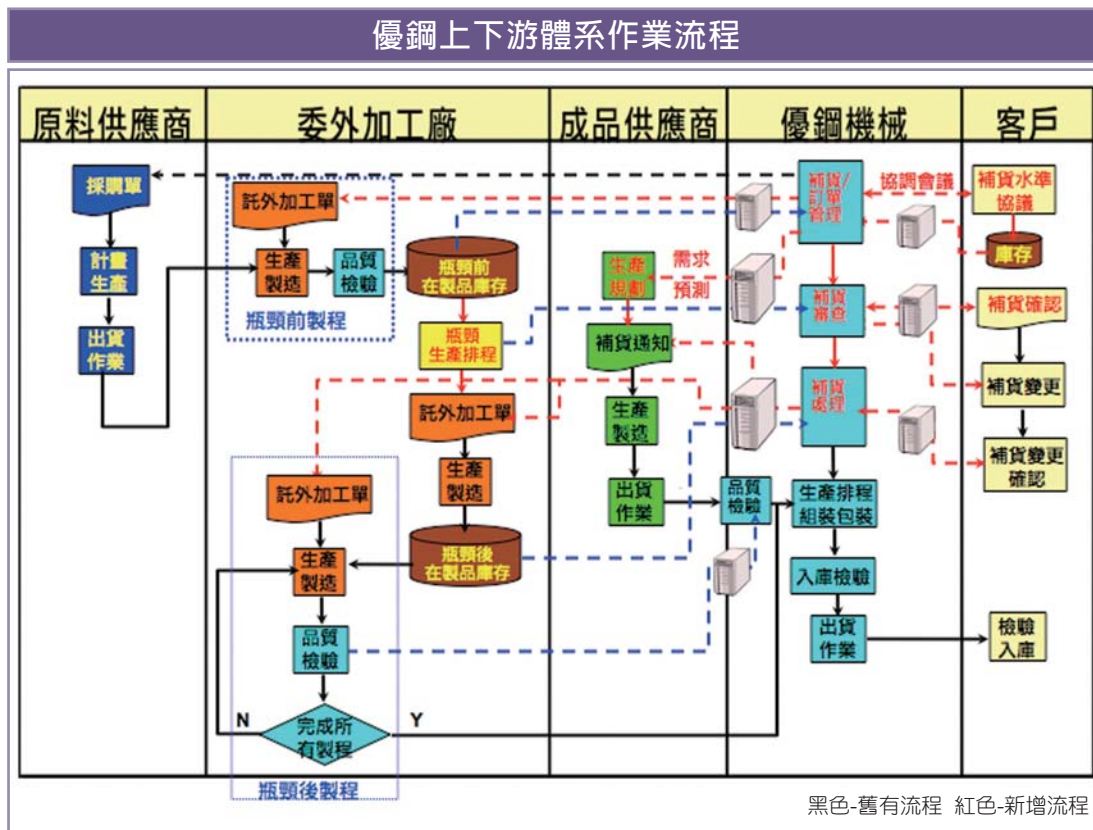 優鋼上下游體系作業流程
原料供應商
委外加工廠
成品供應商
優鋼機械
客戶
採購單
計畫
生產
出貨
作業
託外加工單
生產
製造
品質
檢驗
瓶頸前製程
瓶頸前
在製品庫存
瓶頸
生產排程
託外加工單
生產
製造
瓶頸後
在製品庫存
託外加工單
生產
製造
品質
檢驗
完成所
有製程
N
Y
瓶頸後製程
生產
規劃
需求
預測
補貨通知
生產
製造
出貨
作業
品質
檢驗
補貨/
訂單
管理
補貨
審查
補貨
處理
生產排程
組裝包裝
入庫檢驗
出貨
作業
協調會議
補貨水準
協議
庫存
補貨確認
補貨變更
補貨變更
確認
檢驗
入庫
黑色-舊有流程 紅色-新增流程